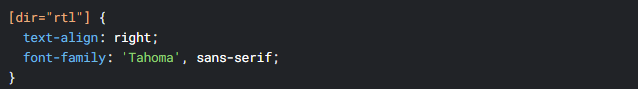 [dir="rtl"] {
  text-align: right;
  font-family: 'Tahoma', sans-serif;
}